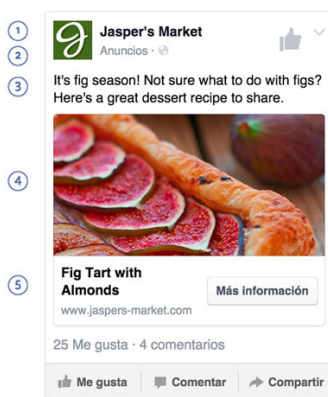 1
Jasper's Market
2
Anuncios ·
3
It's fig season! Not sure what to do with figs?
Here's a great dessert recipe to share.
4
5
Fig Tart with
Almonds
Más información
www.jaspers-market.com
25 Me gusta · 4 comentarios
Me gusta Comentar Compartir